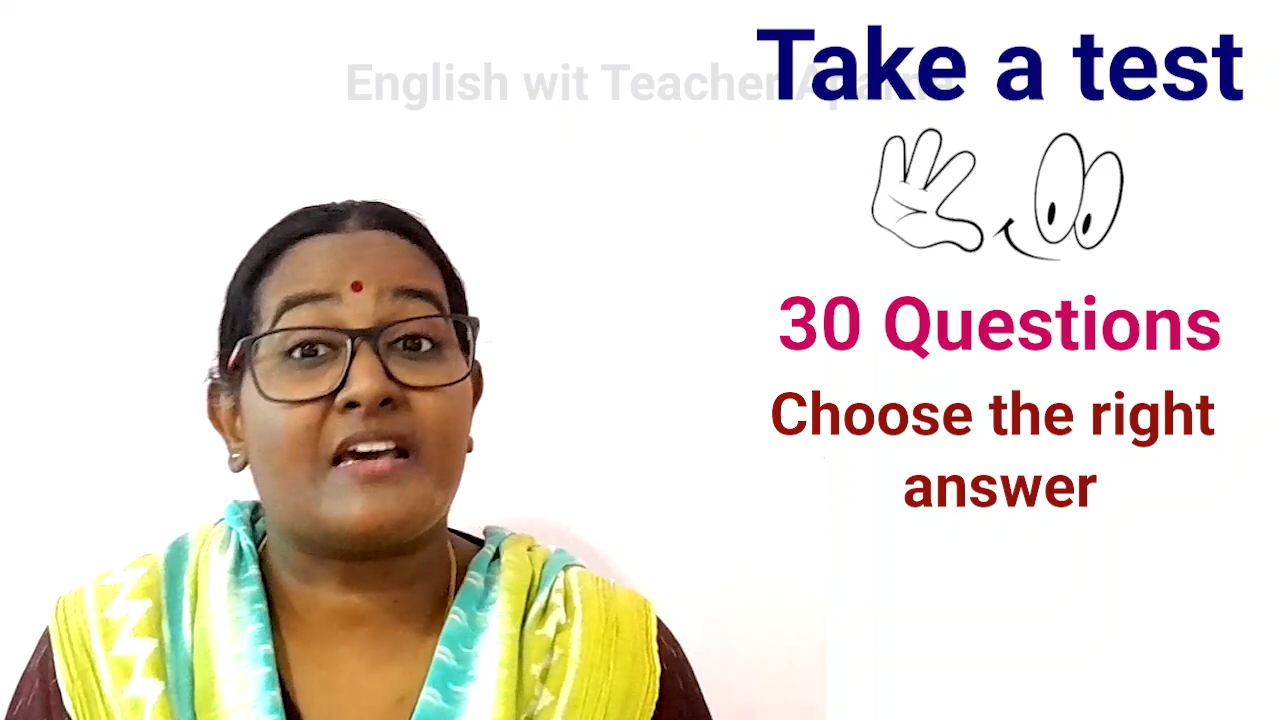 English wit Teacher
Take a test
30 Questions
Choose the right
answer